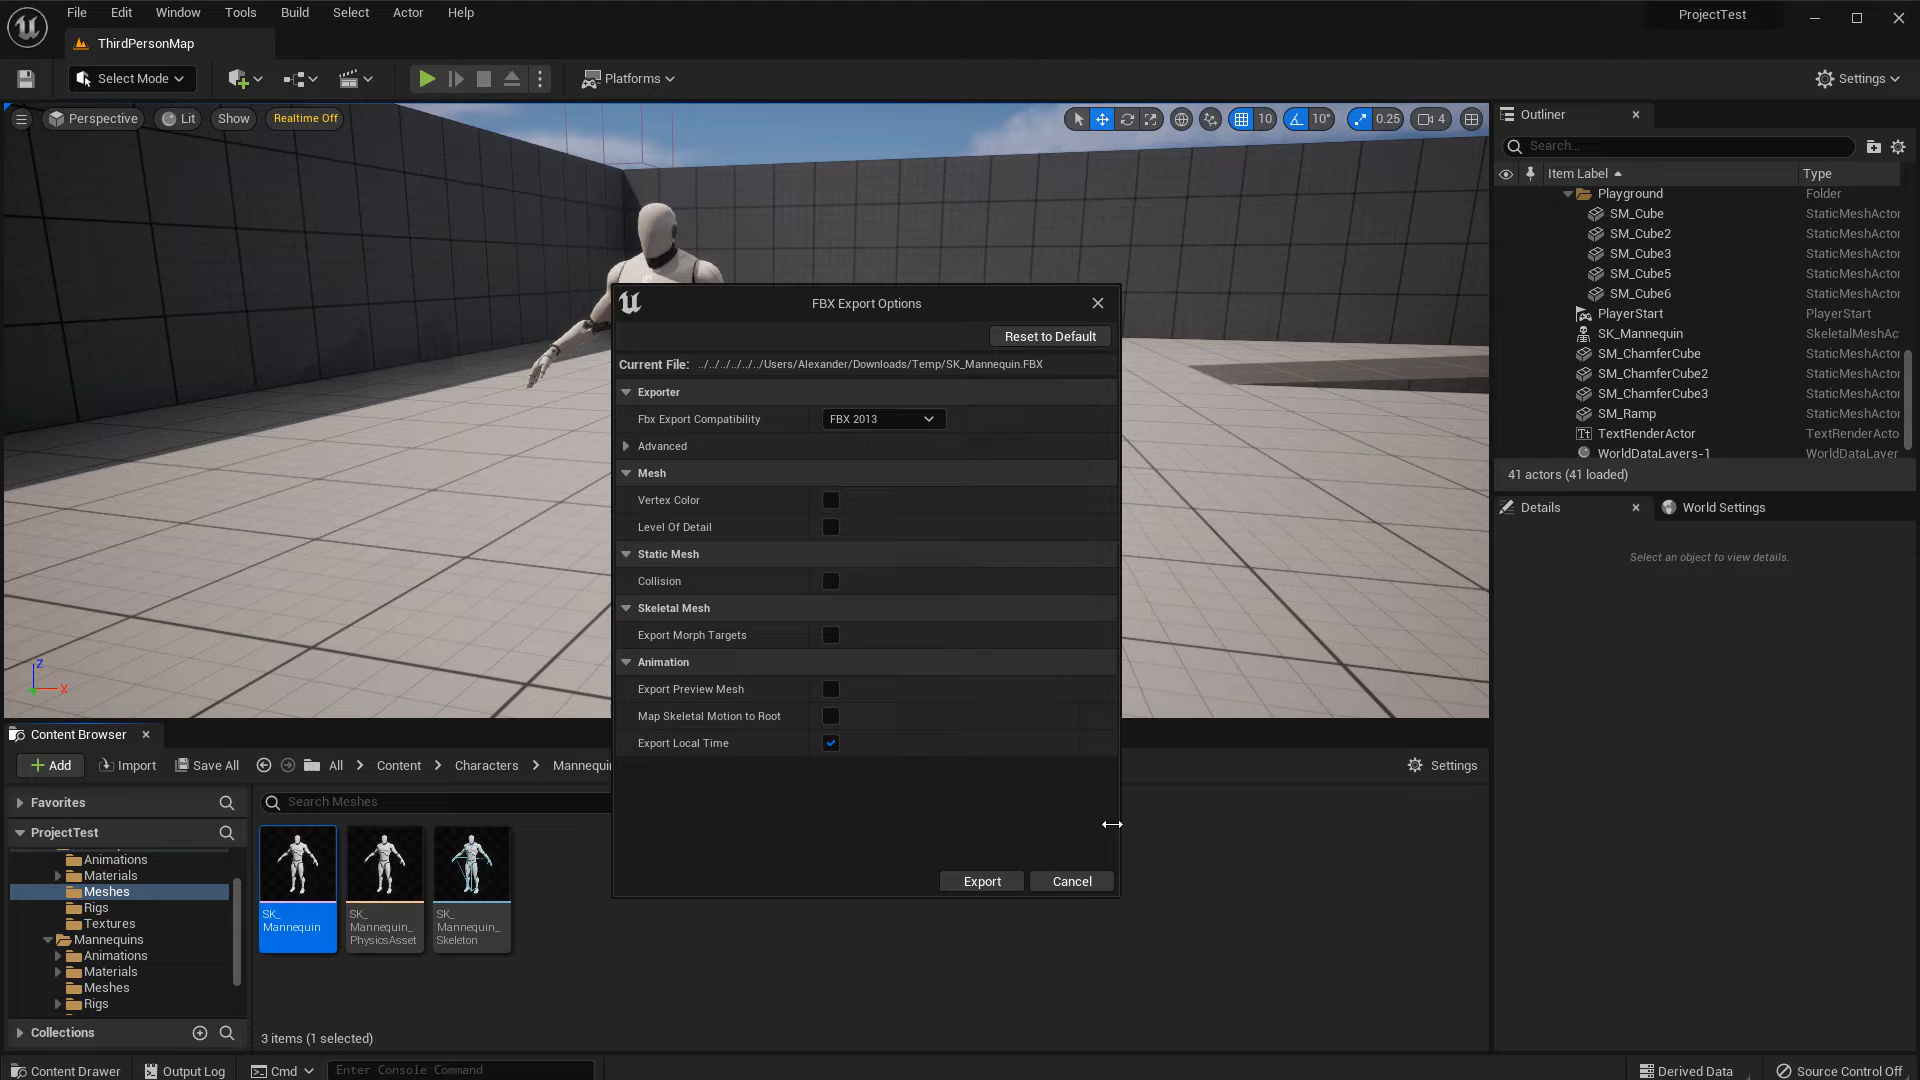 File Edit Window Tools Build Select Actor Help
ProjectTest
ThirdPersonMap
Select Mode
Platforms
Settings
Perspective
Lit
Show
Realtime Off
10
10°
0.25
4
Outliner
Search...
Item Label Type
Playground Folder
SM_Cube StaticMeshActor
SM_Cube2 StaticMeshActor
SM_Cube3 StaticMeshActor
SM_Cube5 StaticMeshActor
SM_Cube6 StaticMeshActor
PlayerStart PlayerStart
SK_Mannequin SkeletalMeshAc
SM_ChamferCube StaticMeshActor
SM_ChamferCube2 StaticMeshActor
SM_ChamferCube3 StaticMeshActor
SM_Ramp StaticMeshActor
TextRenderActor TextRenderActo
WorldDataLayers-1 WorldDataLayer
41 actors (41 loaded)
Details
World Settings
Select an object to view details.
FBX Export Options
Reset to Default
Current File: ../../../../../../Users/Alexander/Downloads/Temp/SK_Mannequin.FBX
Exporter
Fbx Export Compatibility FBX 2013
Advanced
Mesh
Vertex Color
Level Of Detail
Static Mesh
Collision
Skeletal Mesh
Export Morph Targets
Animation
Export Preview Mesh
Map Skeletal Motion to Root
Export Local Time
Export
Cancel
Z
X
Content Browser
Add
Import
Save All
All > Content > Characters > Mannequin
Settings
Favorites
Search Meshes
ProjectTest
Animations
Materials
Meshes
Rigs
Textures
Mannequins
Animations
Materials
Meshes
Rigs
Collections
SK_
Mannequin
SK_
Mannequin_
PhysicsAsset
SK_
Mannequin_
Skeleton
3 items (1 selected)
Content Drawer
Output Log
Cmd
Enter Console Command
Derived Data
Source Control Off